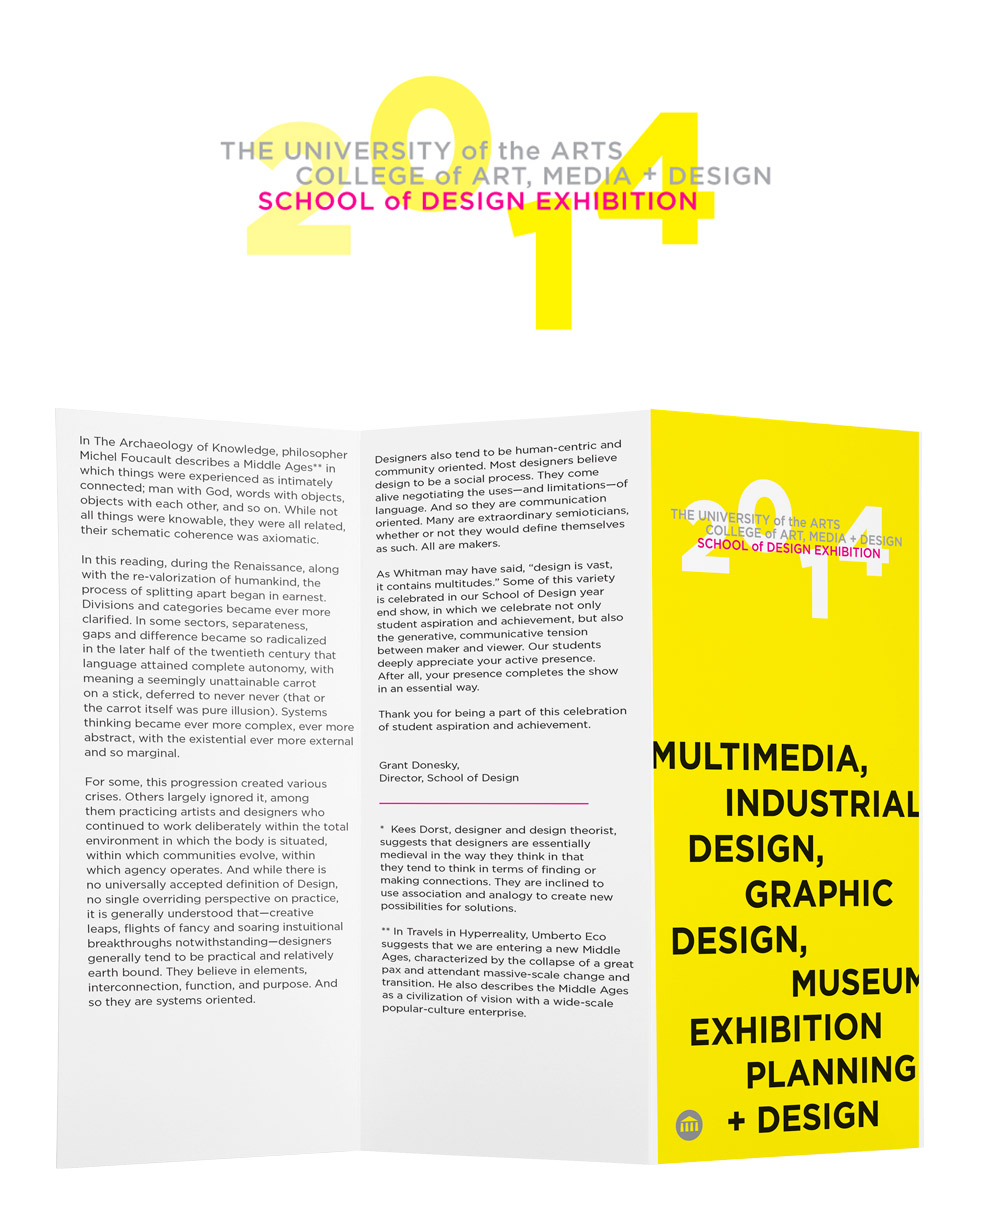 2014
THE UNIVERSITY of the ARTS
COLLEGE of ART, MEDIA + DESIGN
SCHOOL of DESIGN EXHIBITION
In The Archaeology of Knowledge, philosopher
Michel Foucault describes a Middle Ages** in
which things were experienced as intimately
connected; man with God, words with objects,
objects with each other, and so on. While not
all things were knowable, they were all related,
their schematic coherence was axiomatic.
In this reading, during the Renaissance, along
with the re-valorization of humankind, the
process of splitting apart began in earnest.
Divisions and categories became ever more
clarified. In some sectors, separateness,
gaps and difference became so radicalized
in the later half of the twentieth century that
language attained complete autonomy, with
meaning a seemingly unattainable carrot
on a stick, deferred to never never (that or
the carrot itself was pure illusion). Systems
thinking became ever more complex, ever more
abstract, with the existential ever more external
and so marginal.
For some, this progression created various
crises. Others largely ignored it, among
them practicing artists and designers who
continued to work deliberately within the total
environment in which the body is situated,
within which communities evolve, within
which agency operates. And while there is
no universally accepted definition of Design,
no single overriding perspective on practice,
it is generally understood that—creative
leaps, flights of fancy and soaring instuitional
breakthroughs notwithstanding—designers
generally tend to be practical and relatively
earth bound. They believe in elements,
interconnection, function, and purpose. And
so they are systems oriented.
Designers also tend to be human-centric and
community oriented. Most designers believe
design to be a social process. They come
alive negotiating the uses—and limitations—of
language. And so they are communication
oriented. Many are extraordinary semioticians,
whether or not they would define themselves
as such. All are makers.
As Whitman may have said, “design is vast,
it contains multitudes.” Some of this variety
is celebrated in our School of Design year
end show, in which we celebrate not only
student aspiration and achievement, but also
the generative, communicative tension
between maker and viewer. Our students
deeply appreciate your active presence.
After all, your presence completes the show
in an essential way.
Thank you for being a part of this celebration
of student aspiration and achievement.
Grant Donesky,
Director, School of Design
* Kees Dorst, designer and design theorist,
suggests that designers are essentially
medieval in the way they think in that
they tend to think in terms of finding or
making connections. They are inclined to
use association and analogy to create new
possibilities for solutions.
** In Travels in Hyperreality, Umberto Eco
suggests that we are entering a new Middle
Ages, characterized by the collapse of a great
pax and attendant massive-scale change and
transition. He also describes the Middle Ages
as a civilization of vision with a wide-scale
popular-culture enterprise.
2014
THE UNIVERSITY of the ARTS
COLLEGE of ART, MEDIA + DESIGN
SCHOOL of DESIGN EXHIBITION
MULTIMEDIA,
INDUSTRIAL
DESIGN,
GRAPHIC
DESIGN,
MUSEUM
EXHIBITION
PLANNING
+ DESIGN